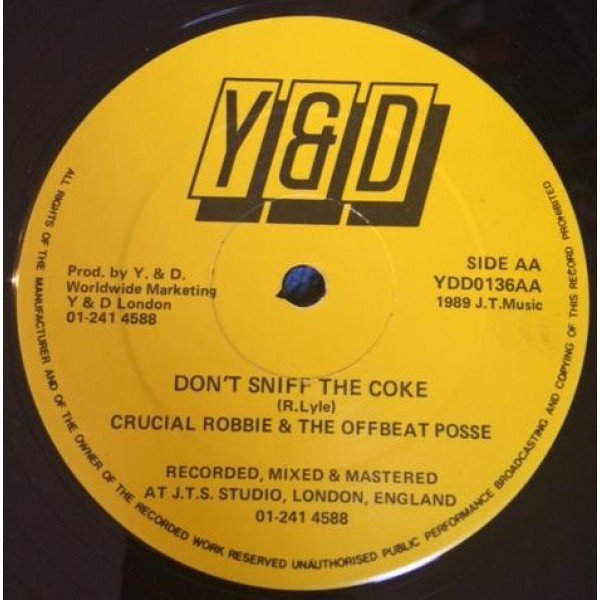 Y&D
Prod. by Y. & D.
Worldwide Marketing
Y & D London
01-241 4588
SIDE AA
YDD0136AA
1989 J.T.Music
DON'T SNIFF THE COKE
(R.Lyle)
CRUCIAL ROBBIE & THE OFFBEAT POSSE
RECORDED, MIXED & MASTERED
AT J.T.S. STUDIO, LONDON, ENGLAND
01-241 4588
ALL RIGHTS OF THE MANUFACTURER AND OF THE OWNER OF THE RECORDED WORK RESERVED UNAUTHORISED PUBLIC PERFORMANCE BROADCASTING AND COPYING OF THIS RECORD PROHIBITED